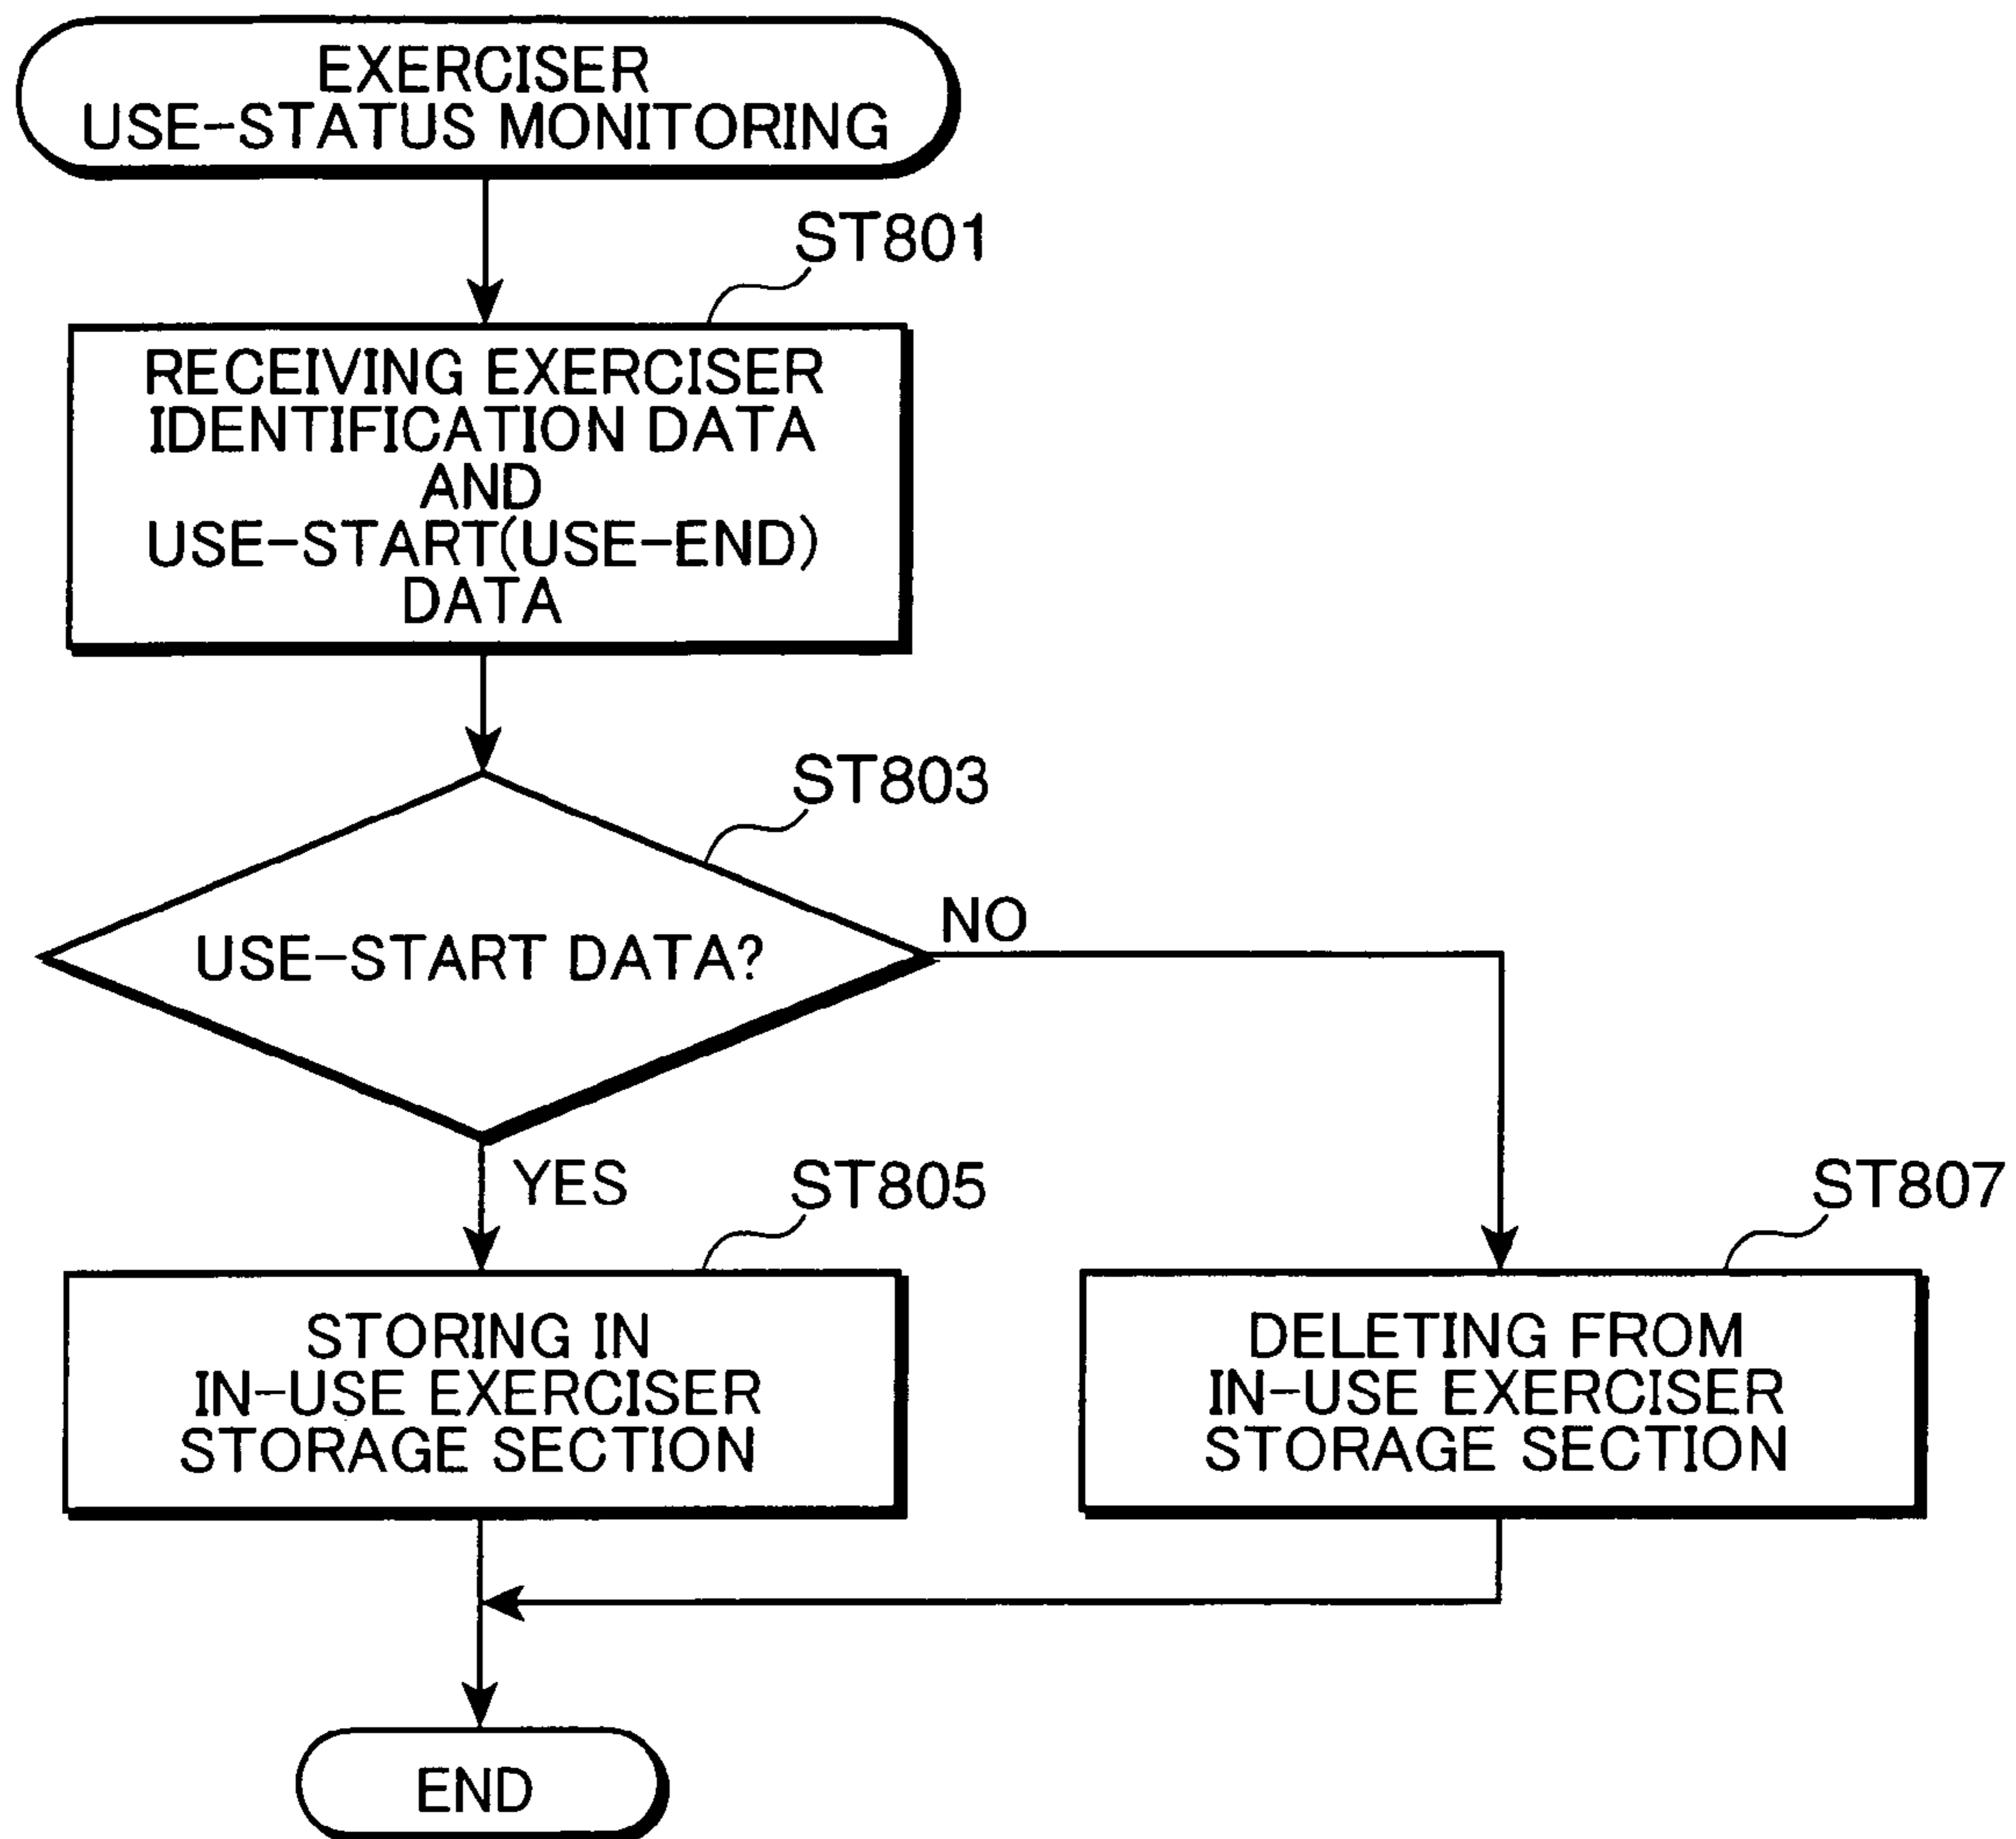 EXERCISER
USE-STATUS MONITORING
ST801
RECEIVING EXERCISER
IDENTIFICATION DATA
AND
USE-START(USE-END)
DATA
ST803
USE-START DATA?
NO
YES
ST805
STORING IN
IN-USE EXERCISER
STORAGE SECTION
ST807
DELETING FROM
IN-USE EXERCISER
STORAGE SECTION
END